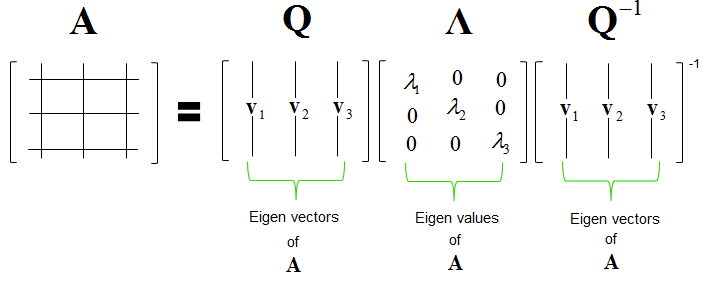 A Q Λ Q⁻¹
= v₁ v₂ v₃ λ₁ 0 0 v₁ v₂ v₃ -1
0 λ₂ 0
0 0 λ₃
Eigen vectors Eigen values Eigen vectors
of of of
A A A